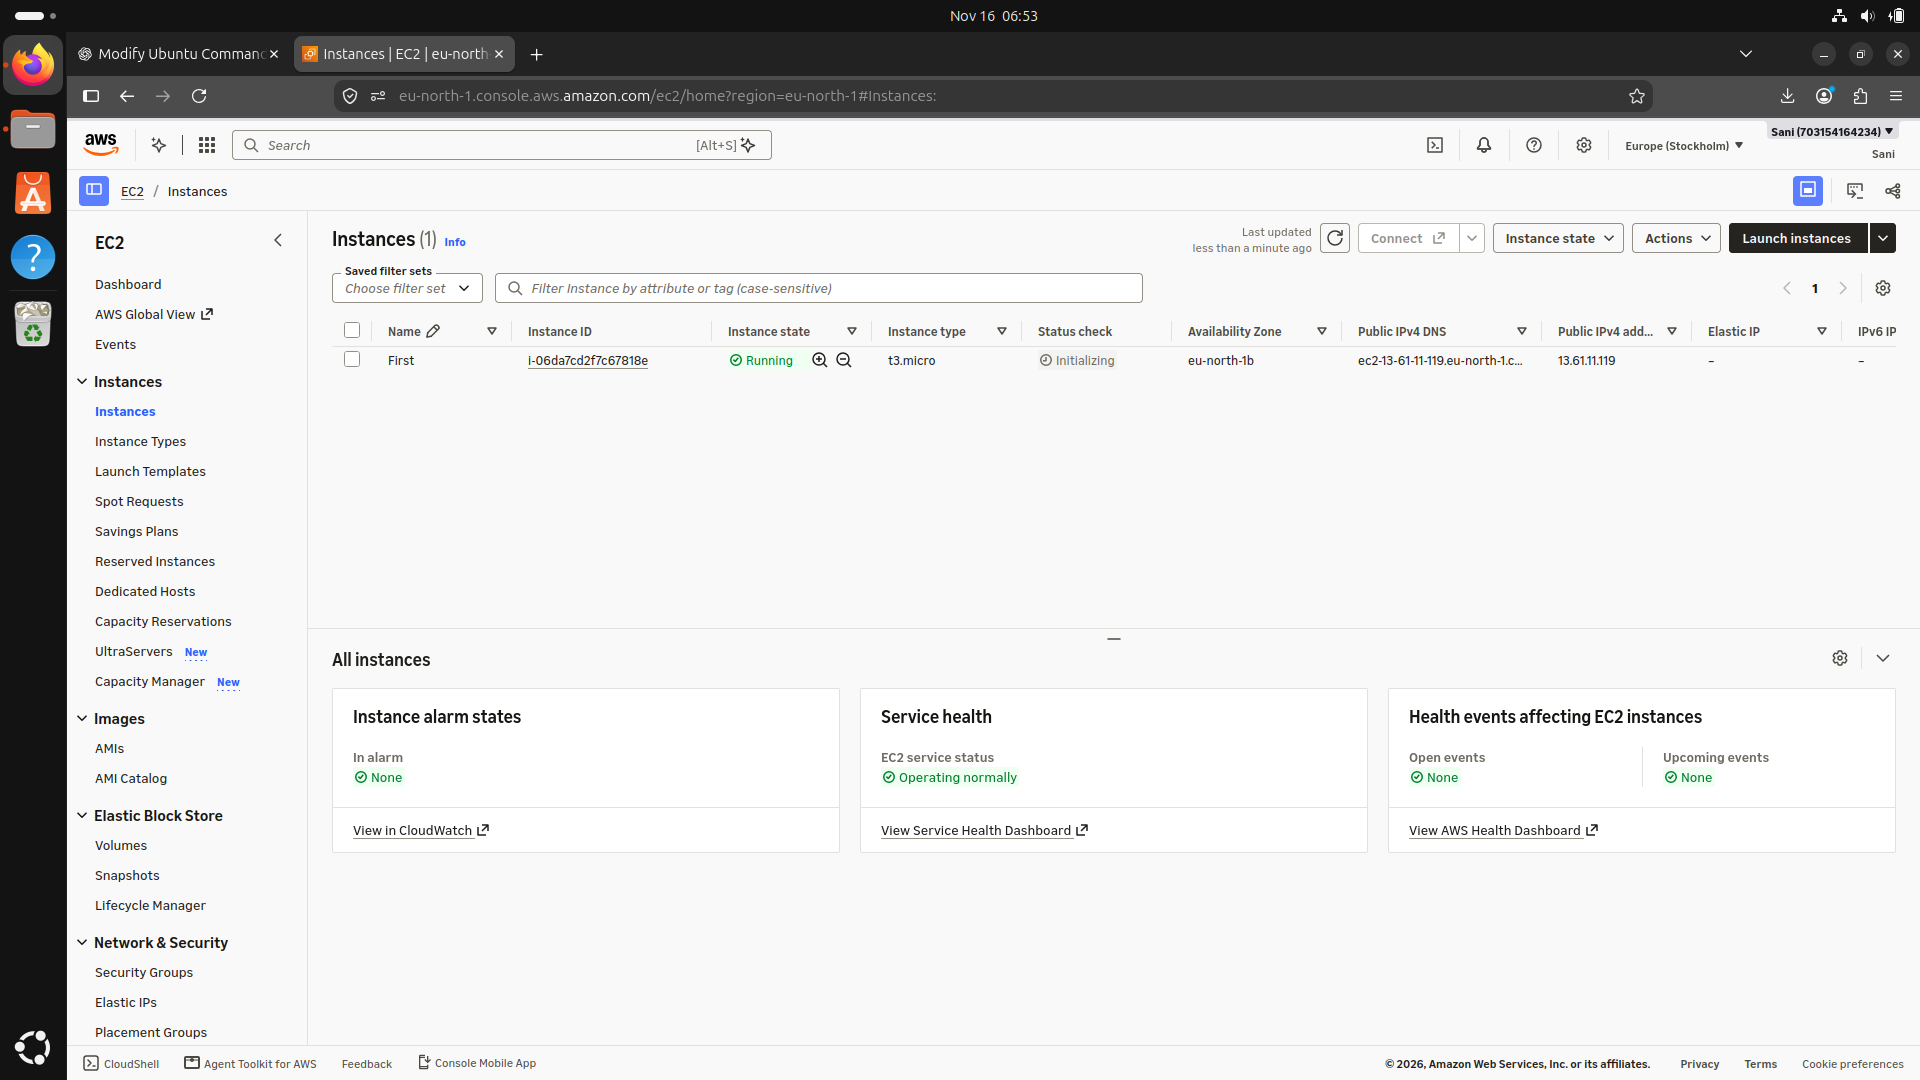 Nov 16 06:53
Modify Ubuntu Comman
Instances | EC2 | eu-north
eu-north-1.console.aws.amazon.com/ec2/home?region=eu-north-1#Instances:
aws
Search
[Alt+S]
Europe (Stockholm)
Sani (703154164234)
Sani
EC2 / Instances
EC2
Dashboard
AWS Global View
Events
Instances
Instances
Instance Types
Launch Templates
Spot Requests
Savings Plans
Reserved Instances
Dedicated Hosts
Capacity Reservations
UltraServers New
Capacity Manager New
Images
AMIs
AMI Catalog
Elastic Block Store
Volumes
Snapshots
Lifecycle Manager
Network & Security
Security Groups
Elastic IPs
Placement Groups
Instances (1) Info
Last updated
less than a minute ago
Connect
Instance state
Actions
Launch instances
Saved filter sets
Choose filter set
Filter Instance by attribute or tag (case-sensitive)
1
Name Instance ID Instance state Instance type Status check Availability Zone Public IPv4 DNS Public IPv4 add... Elastic IP IPv6 IP
First i-06da7cd2f7c67818e Running t3.micro Initializing eu-north-1b ec2-13-61-11-119.eu-north-1.c... 13.61.11.119 – –
All instances
Instance alarm states
In alarm
None
View in CloudWatch
Service health
EC2 service status
Operating normally
View Service Health Dashboard
Health events affecting EC2 instances
Open events
None
Upcoming events
None
View AWS Health Dashboard
CloudShell
Agent Toolkit for AWS
Feedback
Console Mobile App
© 2026, Amazon Web Services, Inc. or its affiliates.
Privacy
Terms
Cookie preferences